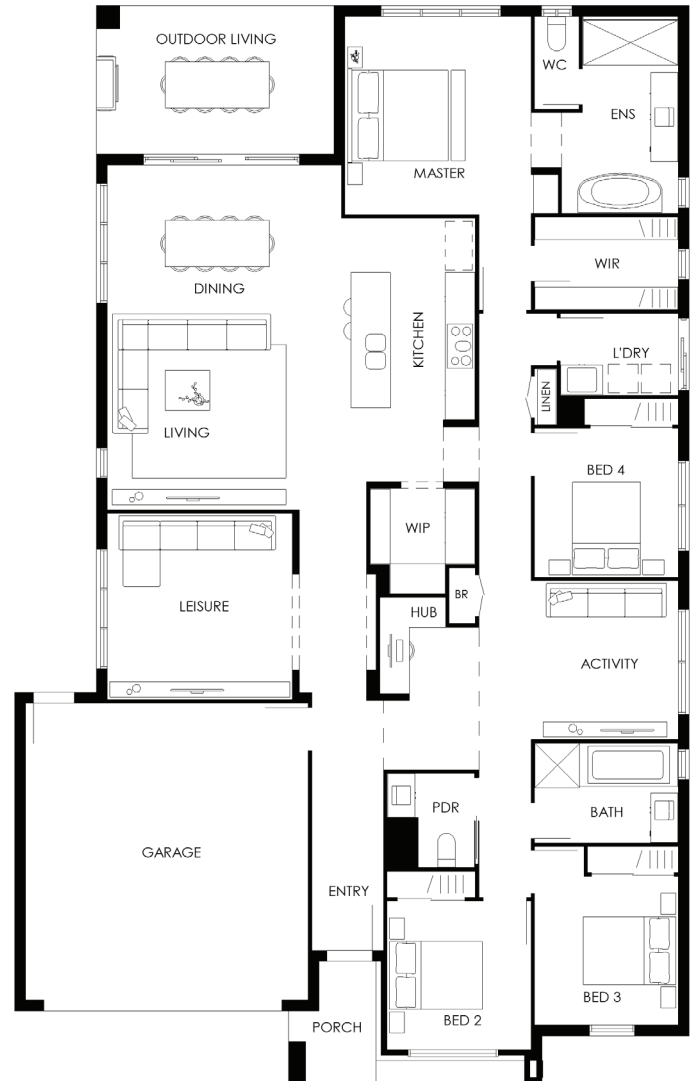 OUTDOOR LIVING
WC
ENS
MASTER
DINING
WIR
KITCHEN
L'DRY
LINEN
LIVING
BED 4
WIP
BR
HUB
LEISURE
ACTIVITY
PDR
BATH
GARAGE
ENTRY
BED 3
BED 2
PORCH